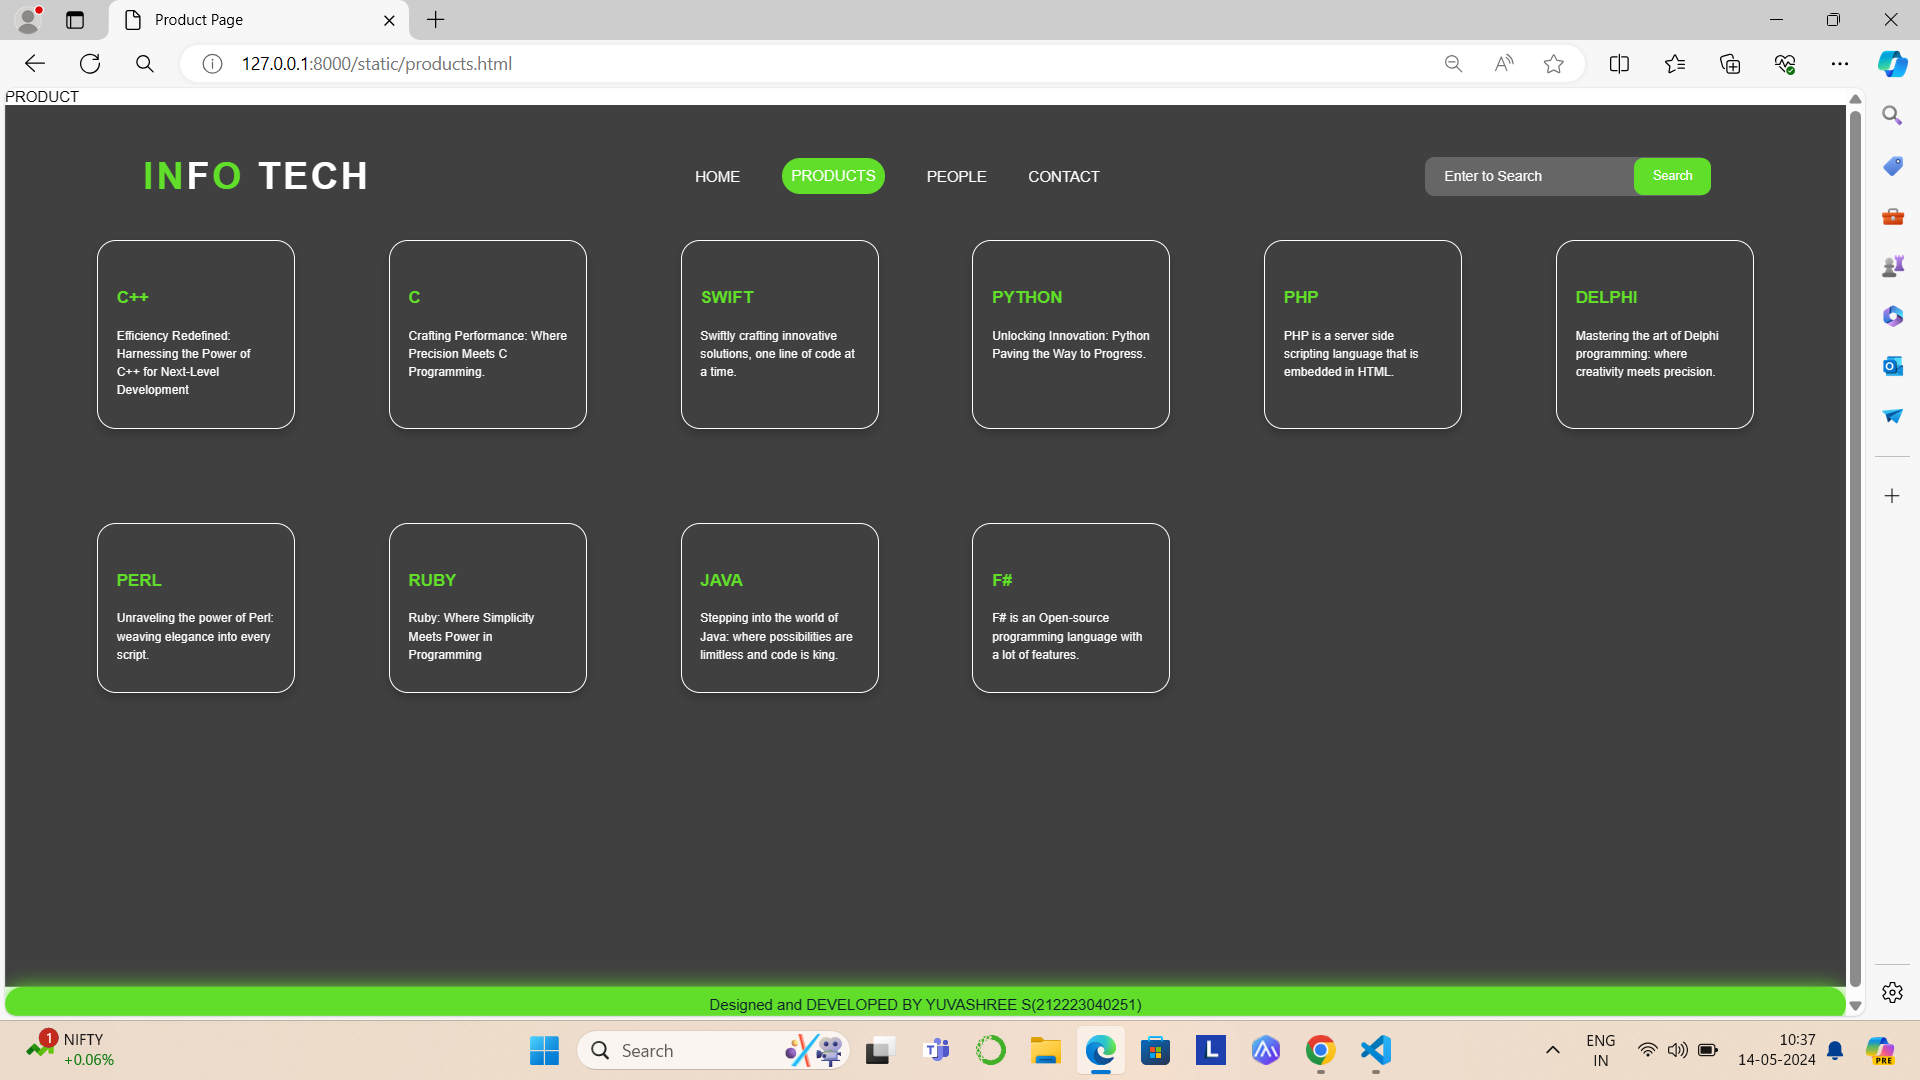 Product Page
127.0.0.1:8000/static/products.html
PRODUCT
INFO TECH
HOME
PRODUCTS
PEOPLE
CONTACT
Enter to Search
Search
C++
Efficiency Redefined:
Harnessing the Power of
C++ for Next-Level
Development
C
Crafting Performance: Where
Precision Meets C
Programming.
SWIFT
Swiftly crafting innovative
solutions, one line of code at
a time.
PYTHON
Unlocking Innovation: Python
Paving the Way to Progress.
PHP
PHP is a server side
scripting language that is
embedded in HTML.
DELPHI
Mastering the art of Delphi
programming: where
creativity meets precision.
PERL
Unraveling the power of Perl:
weaving elegance into every
script.
RUBY
Ruby: Where Simplicity
Meets Power in
Programming
JAVA
Stepping into the world of
Java: where possibilities are
limitless and code is king.
F#
F# is an Open-source
programming language with
a lot of features.
Designed and DEVELOPED BY YUVASHREE S(212223040251)
1
NIFTY
+0.06%
Search
L
ENG
IN
10:37
14-05-2024
PRE